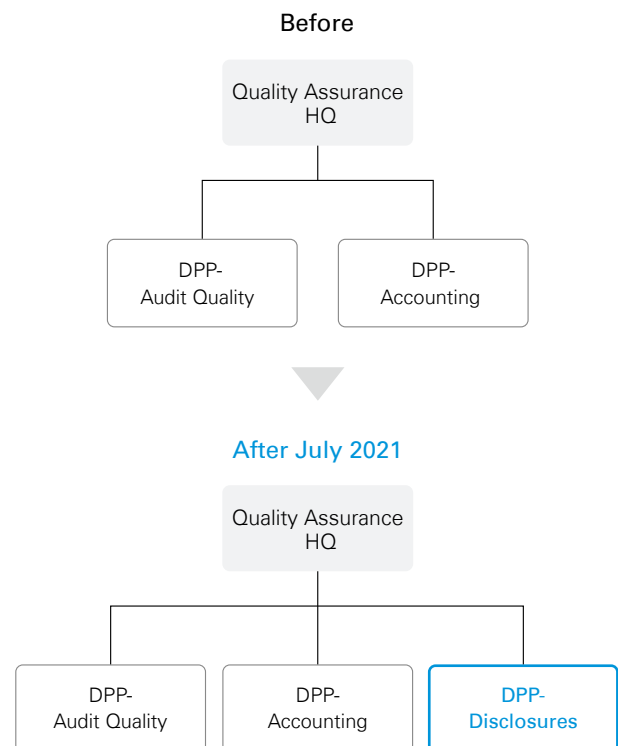 Before
Quality Assurance
HQ
DPP-
Audit Quality
DPP-
Accounting
After July 2021
Quality Assurance
HQ
DPP-
Audit Quality
DPP-
Accounting
DPP-
Disclosures